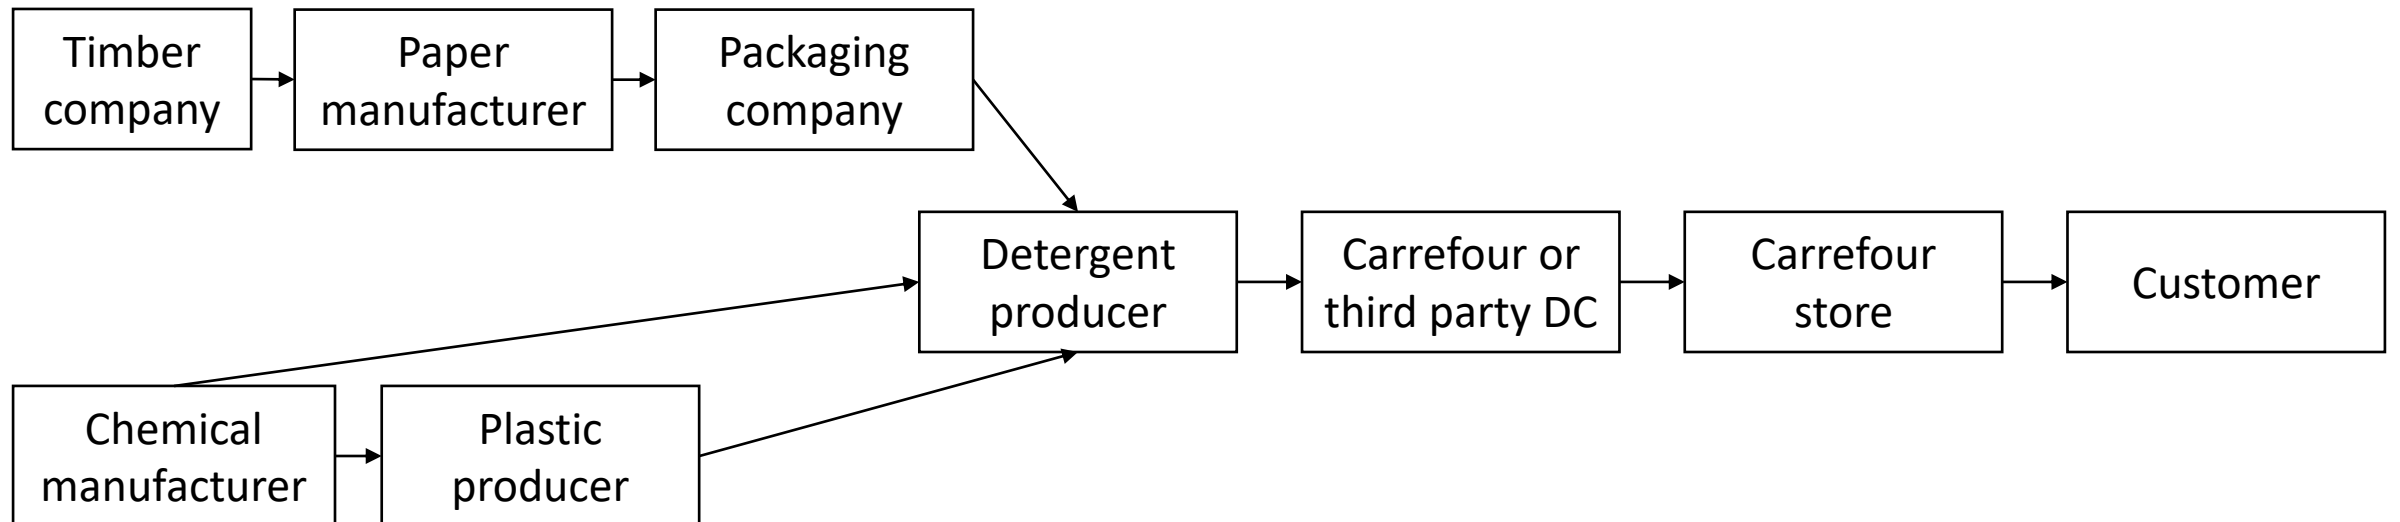 Timber
company
Paper
manufacturer
Packaging
company
Detergent
producer
Carrefour or
third party DC
Carrefour
store
Customer
Chemical
manufacturer
Plastic
producer